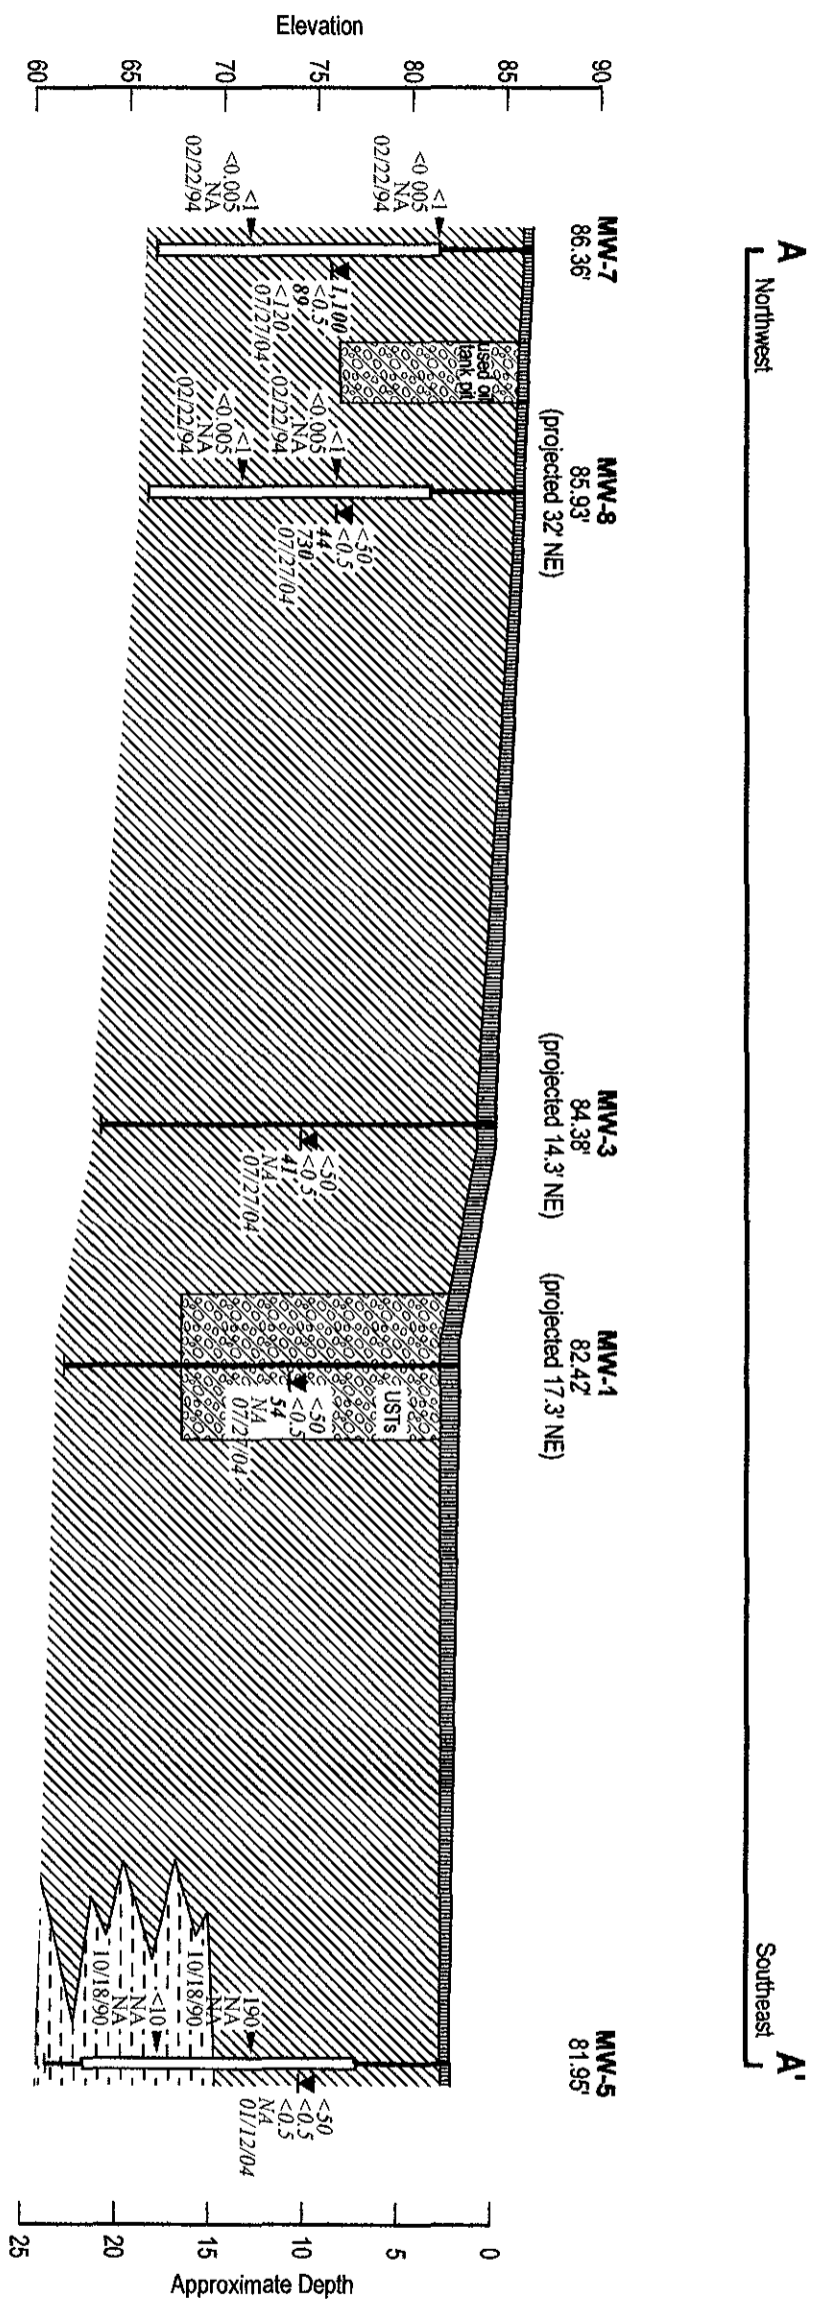 A
Northwest
Southeast
A'
MW-7
86.36'
MW-8
85.93'
(projected 32' NE)
MW-3
84.38'
(projected 14.3' NE)
MW-1
82.42'
(projected 17.3' NE)
MW-5
81.95'
Elevation
90
85
80
75
70
65
60
<1
<0.005
NA
02/22/94
<1
<0.005
NA
02/22/94
1,100
<0.5
89
<120
07/27/04
used oil
tank pit
<1
<0.005
NA
02/22/94
<1
<0.005
NA
02/22/94
<50
<0.5
44
730
07/27/04
<50
<0.5
41
NA
07/27/04
USTs
<50
<0.5
54
NA
07/27/04
190
NA
NA
10/18/90
<10
NA
NA
10/18/90
<50
<0.5
<0.5
NA
01/12/04
0
5
10
15
20
25
Approximate Depth